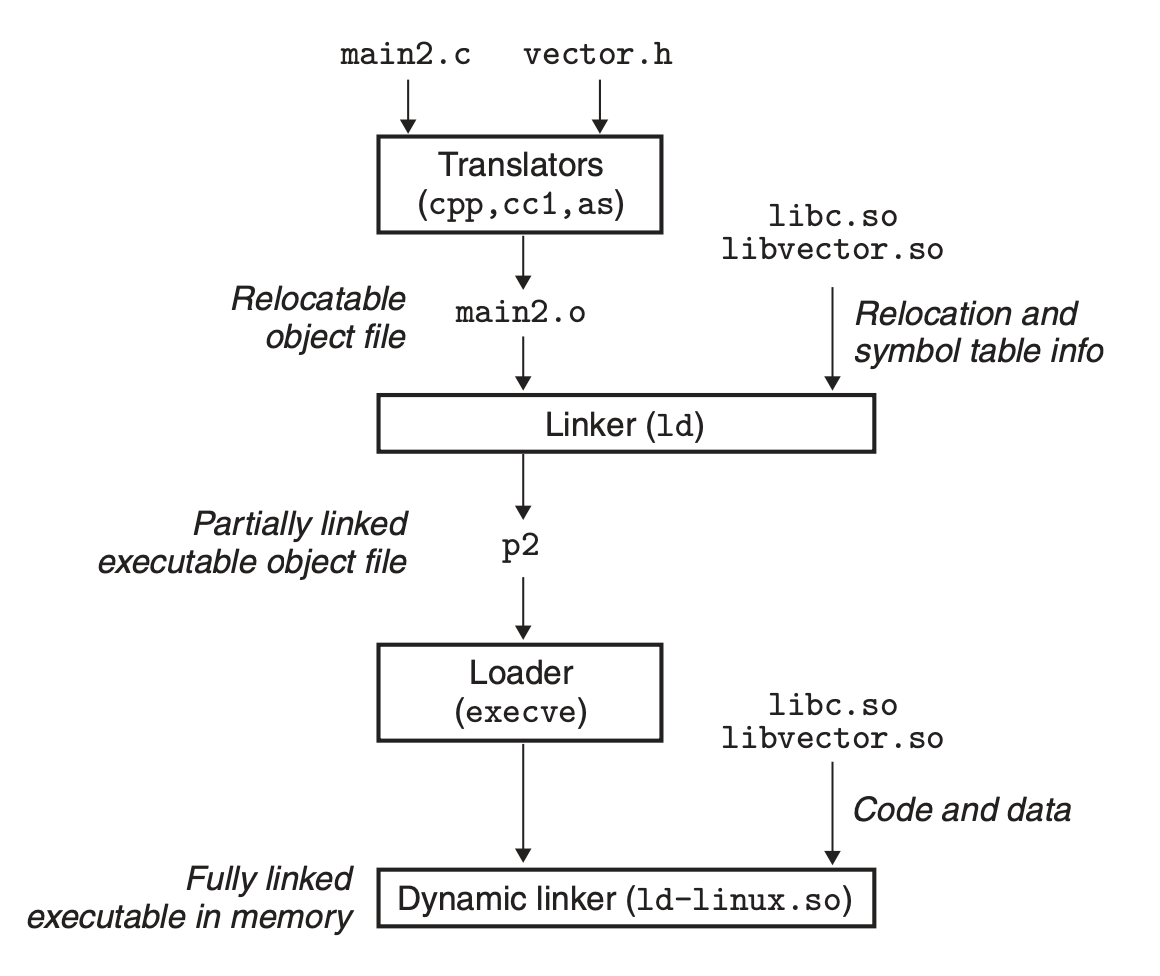 main2.c vector.h
Translators
(cpp,cc1,as)
libc.so
libvector.so
Relocatable
object file
main2.o
Relocation and
symbol table info
Linker (ld)
Partially linked
executable object file
p2
Loader
(execve)
libc.so
libvector.so
Code and data
Fully linked
executable in memory
Dynamic linker (ld-linux.so)